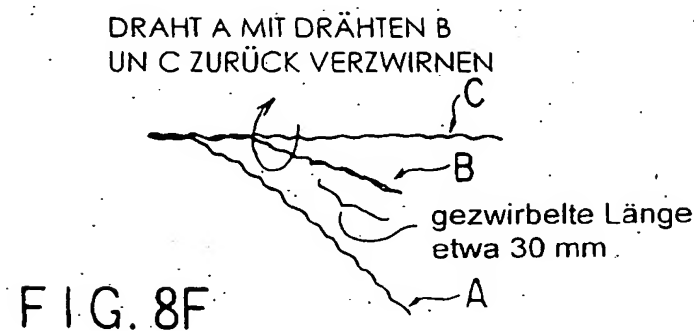 DRAHT A MIT DRÄHTEN B
UN C ZURÜCK VERZWIRNEN
C
B
gezwirbelte Länge
etwa 30 mm
A
FIG. 8F